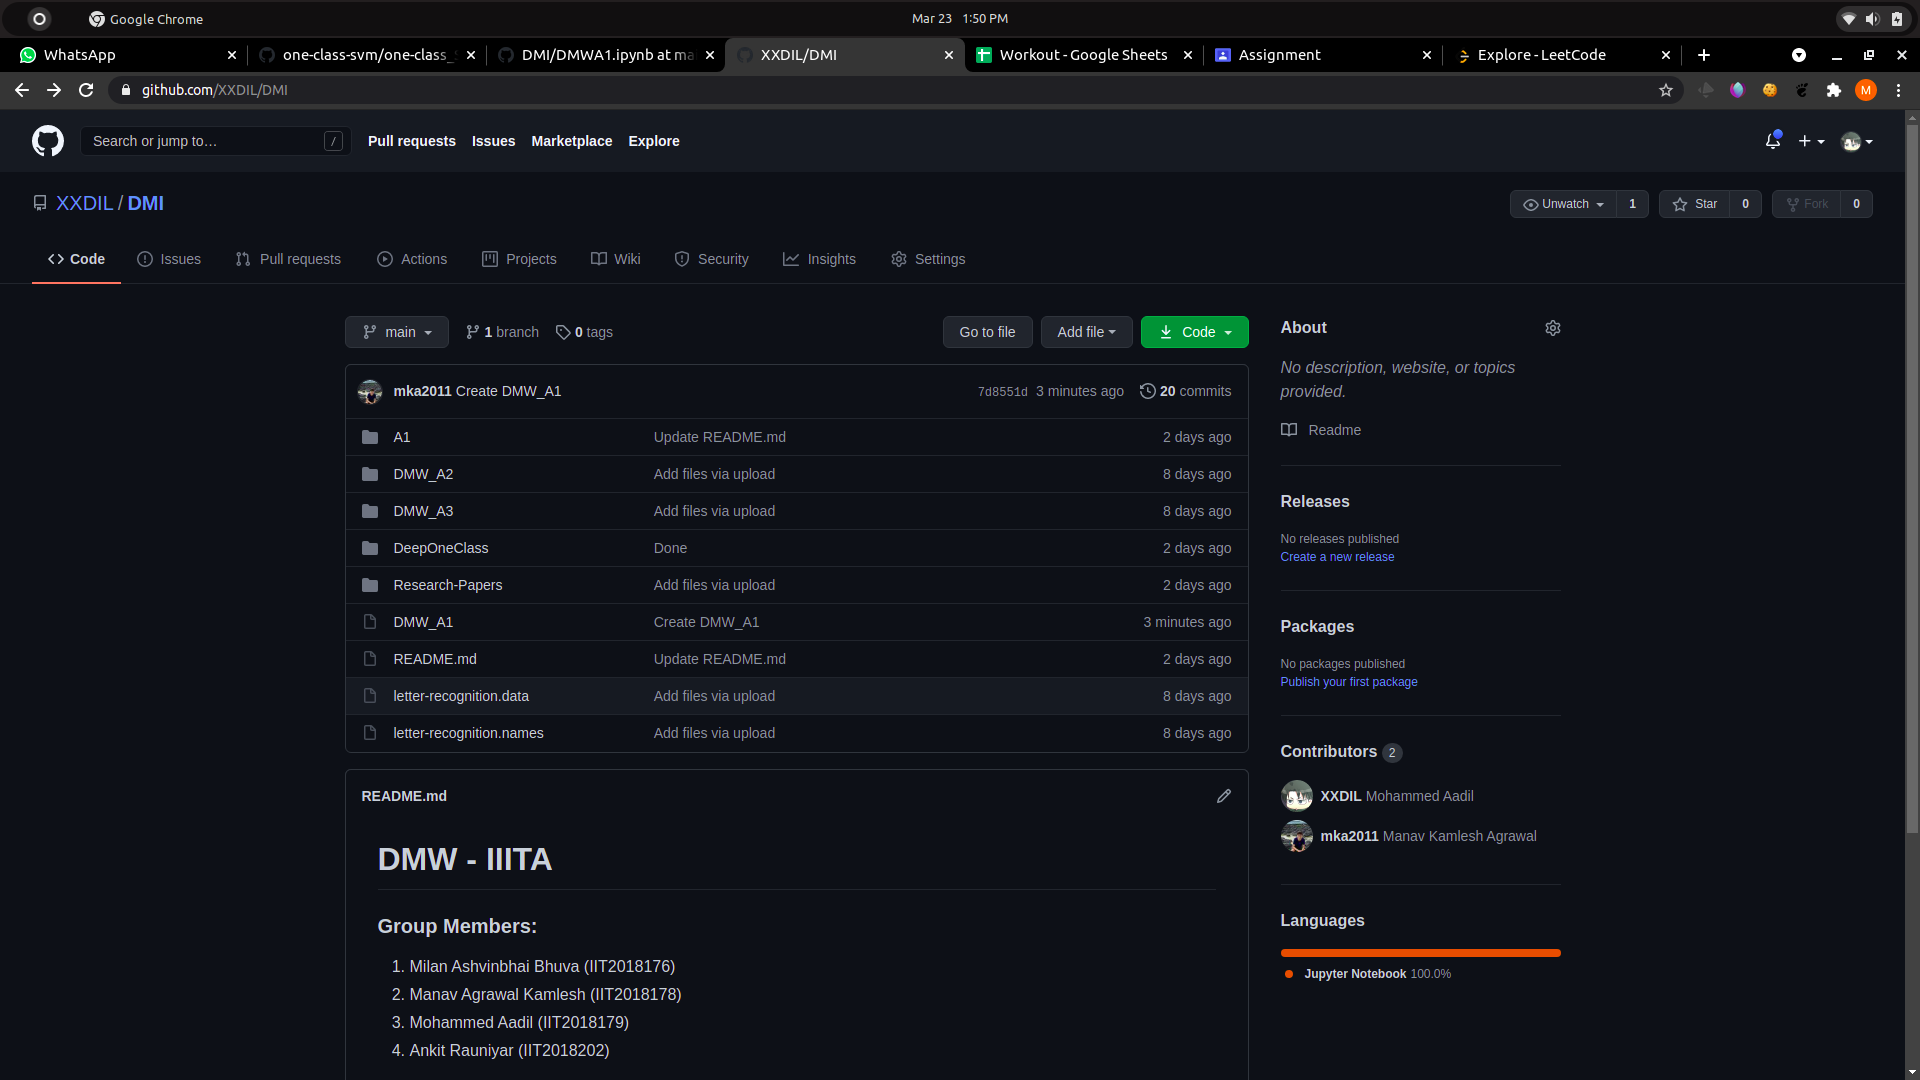 Google Chrome
Mar 23 1:50 PM
WhatsApp
one-class-svm/one-class_
DMI/DMWA1.ipynb at ma
XXDIL/DMI
Workout - Google Sheets
Assignment
Explore - LeetCode
github.com/XXDIL/DMI
M
Search or jump to…
/
Pull requests
Issues
Marketplace
Explore
XXDIL / DMI
Unwatch 1
Star 0
Fork 0
Code
Issues
Pull requests
Actions
Projects
Wiki
Security
Insights
Settings
main
1 branch
0 tags
Go to file
Add file
Code
mka2011 Create DMW_A1 7d8551d 3 minutes ago 20 commits
A1 Update README.md 2 days ago
DMW_A2 Add files via upload 8 days ago
DMW_A3 Add files via upload 8 days ago
DeepOneClass Done 2 days ago
Research-Papers Add files via upload 2 days ago
DMW_A1 Create DMW_A1 3 minutes ago
README.md Update README.md 2 days ago
letter-recognition.data Add files via upload 8 days ago
letter-recognition.names Add files via upload 8 days ago
README.md
DMW - IIITA
Group Members:
1. Milan Ashvinbhai Bhuva (IIT2018176)
2. Manav Agrawal Kamlesh (IIT2018178)
3. Mohammed Aadil (IIT2018179)
4. Ankit Rauniyar (IIT2018202)
About
No description, website, or topics
provided.
Readme
Releases
No releases published
Create a new release
Packages
No packages published
Publish your first package
Contributors 2
XXDIL Mohammed Aadil
mka2011 Manav Kamlesh Agrawal
Languages
Jupyter Notebook 100.0%